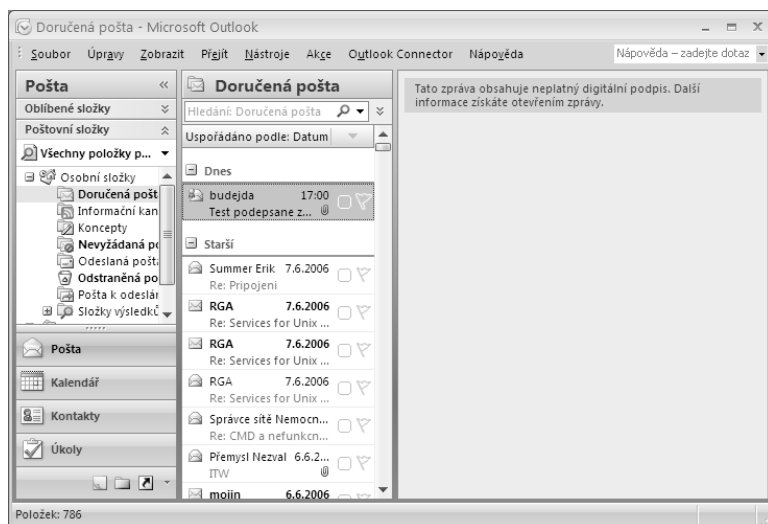 Doručená pošta - Microsoft Outlook
Soubor Úpravy Zobrazit Přejít Nástroje Akce Outlook Connector Nápověda Nápověda – zadejte dotaz
Pošta
Oblíbené složky
Poštovní složky
Všechny položky p...
Osobní složky
Doručená pošt
Informační kan
Koncepty
Nevyžádaná po
Odeslaná pošt
Odstraněná po
Pošta k odeslár
Složky výsledků
Pošta
Kalendář
Kontakty
Úkoly
Doručená pošta
Hledání: Doručená pošta
Uspořádáno podle: Datum
Dnes
budejda 17:00
Test podepsane z...
Starší
Summer Erik 7.6.2006
Re: Pripojeni
RGA 7.6.2006
Re: Services for Unix ...
RGA 7.6.2006
Re: Services for Unix ...
RGA 7.6.2006
Re: Services for Unix ...
Správce sítě Nemocn...
Re: CMD a nefunkcn...
Přemysl Nezval 6.6.2...
ITW
mojin 6.6.2006
Tato zpráva obsahuje neplatný digitální podpis. Další
informace získáte otevřením zprávy.
Položek: 786